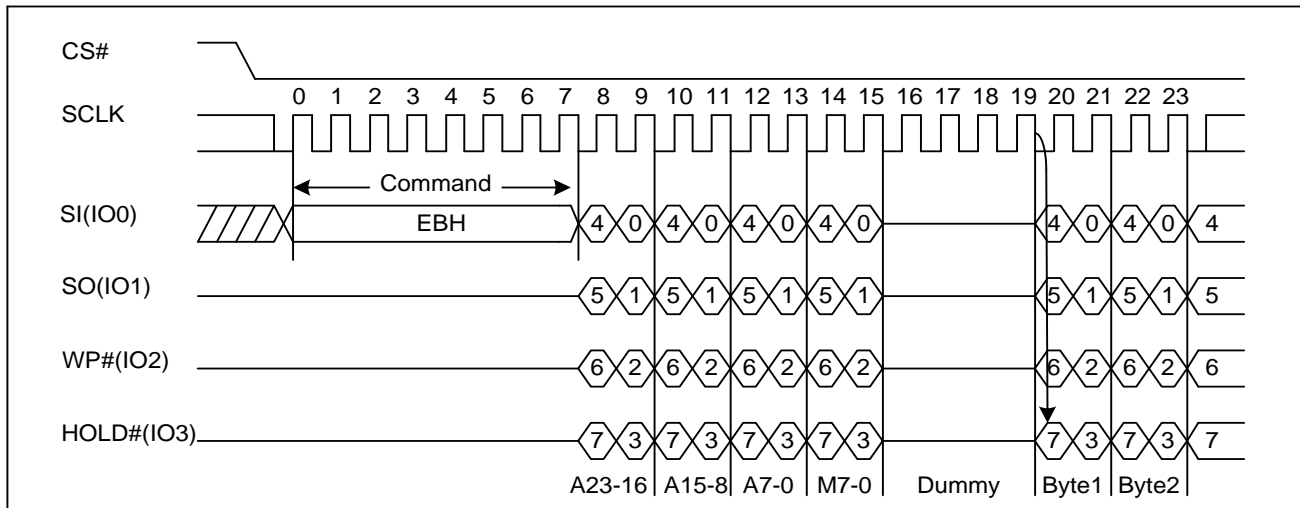 CS#
0 1 2 3 4 5 6 7 8 9 10 11 12 13 14 15 16 17 18 19 20 21 22 23
SCLK
Command
SI(IO0) EBH 4 0 4 0 4 0 4 0 4 0 4 0 4
SO(IO1) 5 1 5 1 5 1 5 1 5 1 5 1 5
WP#(IO2) 6 2 6 2 6 2 6 2 6 2 6 2 6
HOLD#(IO3) 7 3 7 3 7 3 7 3 7 3 7 3 7
A23-16 A15-8 A7-0 M7-0 Dummy Byte1 Byte2